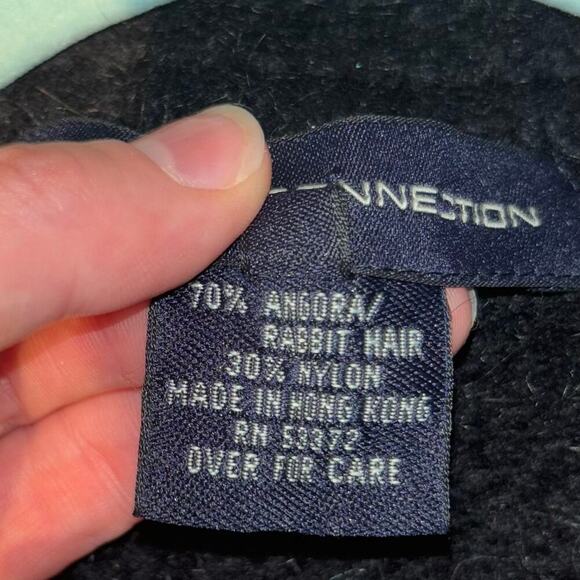 NNECTION
70% ANGORA/
RABBIT HAIR
30% NYLON
MADE IN HONG KONG
RN 53372
OVER FOR CARE